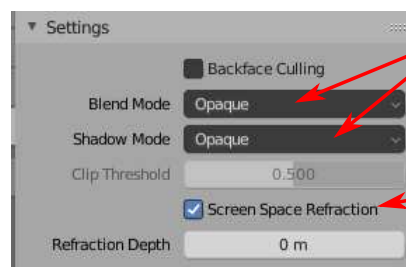 Settings
Backface Culling
Blend Mode Opaque
Shadow Mode Opaque
Clip Threshold 0.500
Screen Space Refraction
Refraction Depth 0 m